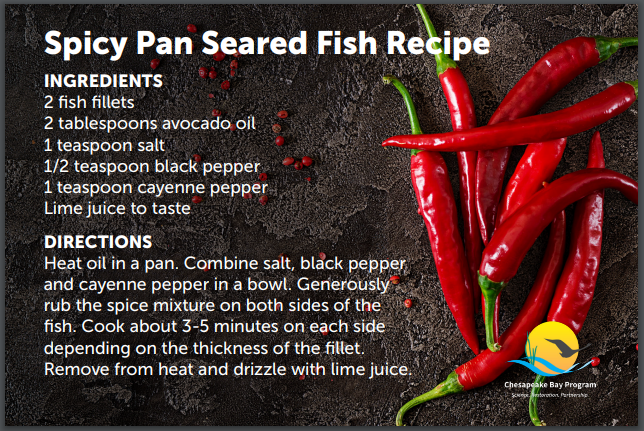 Spicy Pan Seared Fish Recipe
INGREDIENTS
2 fish fillets
2 tablespoons avocado oil
1 teaspoon salt
1/2 teaspoon black pepper
1 teaspoon cayenne pepper
Lime juice to taste
DIRECTIONS
Heat oil in a pan. Combine salt, black pepper
and cayenne pepper in a bowl. Generously
rub the spice mixture on both sides of the
fish. Cook about 3-5 minutes on each side
depending on the thickness of the fillet.
Remove from heat and drizzle with lime juice.
Chesapeake Bay Program
Science. Restoration. Partnership.